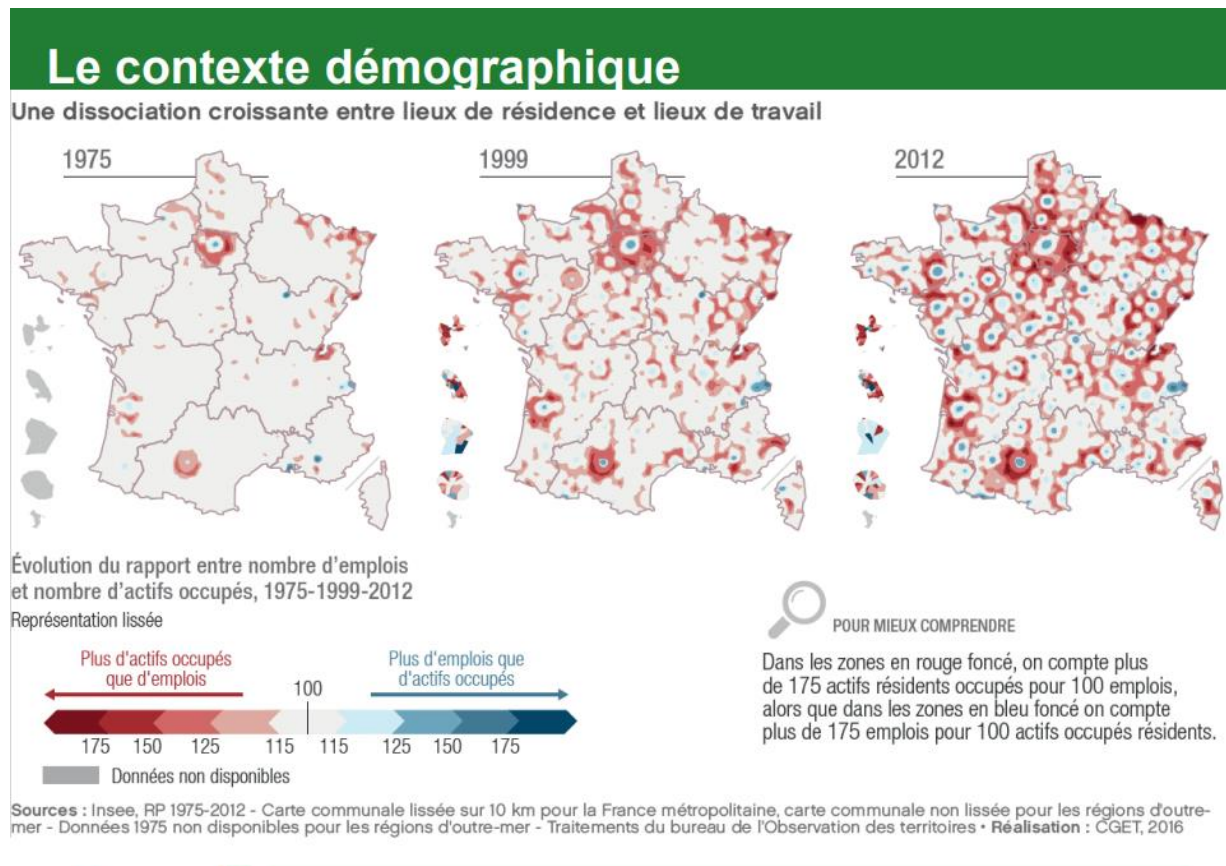 Le contexte démographique
Une dissociation croissante entre lieux de résidence et lieux de travail
1975
1999
2012
Évolution du rapport entre nombre d'emplois
et nombre d'actifs occupés, 1975-1999-2012
Représentation lissée
Plus d'actifs occupés
que d'emplois
Plus d'emplois que
d'actifs occupés
100
175 150 125 115 115 125 150 175
Données non disponibles
POUR MIEUX COMPRENDRE
Dans les zones en rouge foncé, on compte plus
de 175 actifs résidents occupés pour 100 emplois,
alors que dans les zones en bleu foncé on compte
plus de 175 emplois pour 100 actifs occupés résidents.
Sources : Insee, RP 1975-2012 - Carte communale lissée sur 10 km pour la France métropolitaine, carte communale non lissée pour les régions d'outre-
mer - Données 1975 non disponibles pour les régions d'outre-mer - Traitements du bureau de l'Observation des territoires • Réalisation : CGET, 2016